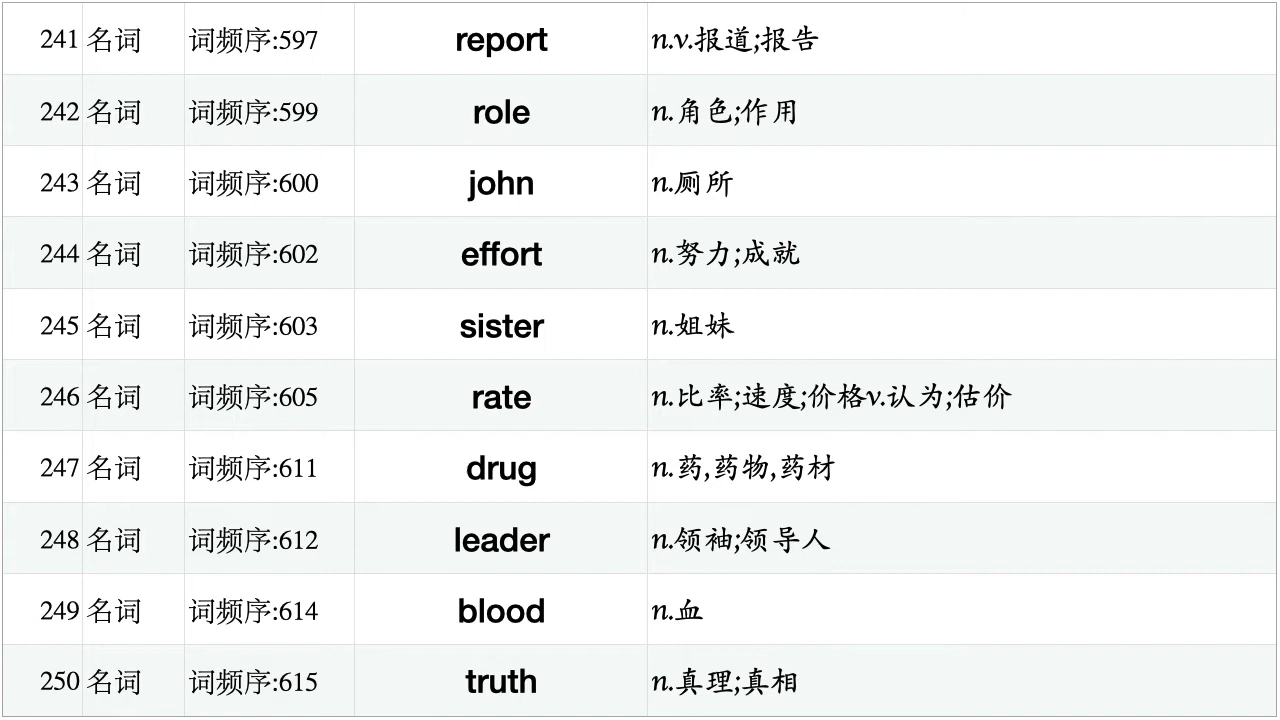 241 名词 词频序:597 report n.v.报道;报告
242 名词 词频序:599 role n.角色;作用
243 名词 词频序:600 john n.厕所
244 名词 词频序:602 effort n.努力;成就
245 名词 词频序:603 sister n.姐妹
246 名词 词频序:605 rate n.比率;速度;价格v.认为;估价
247 名词 词频序:611 drug n.药,药物,药材
248 名词 词频序:612 leader n.领袖;领导人
249 名词 词频序:614 blood n.血
250 名词 词频序:615 truth n.真理;真相